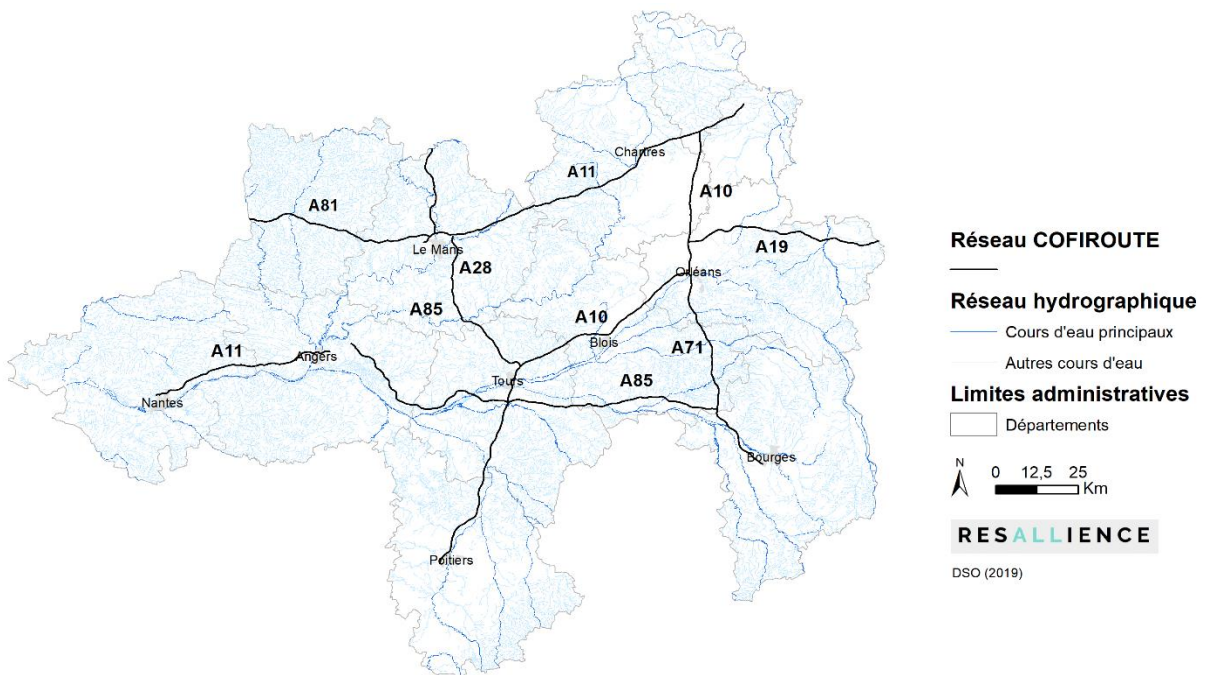 Chartres
A11
A10
A81
Le Mans
A19
A28
Orléans
A85
A10
Blois
A71
A11
Angers
Tours
A85
Nantes
Bourges
Poitiers
Réseau COFIROUTE
Réseau hydrographique
Cours d'eau principaux
Autres cours d'eau
Limites administratives
Départements
N
0 12,5 25
Km
RESALLIENCE
DSO (2019)